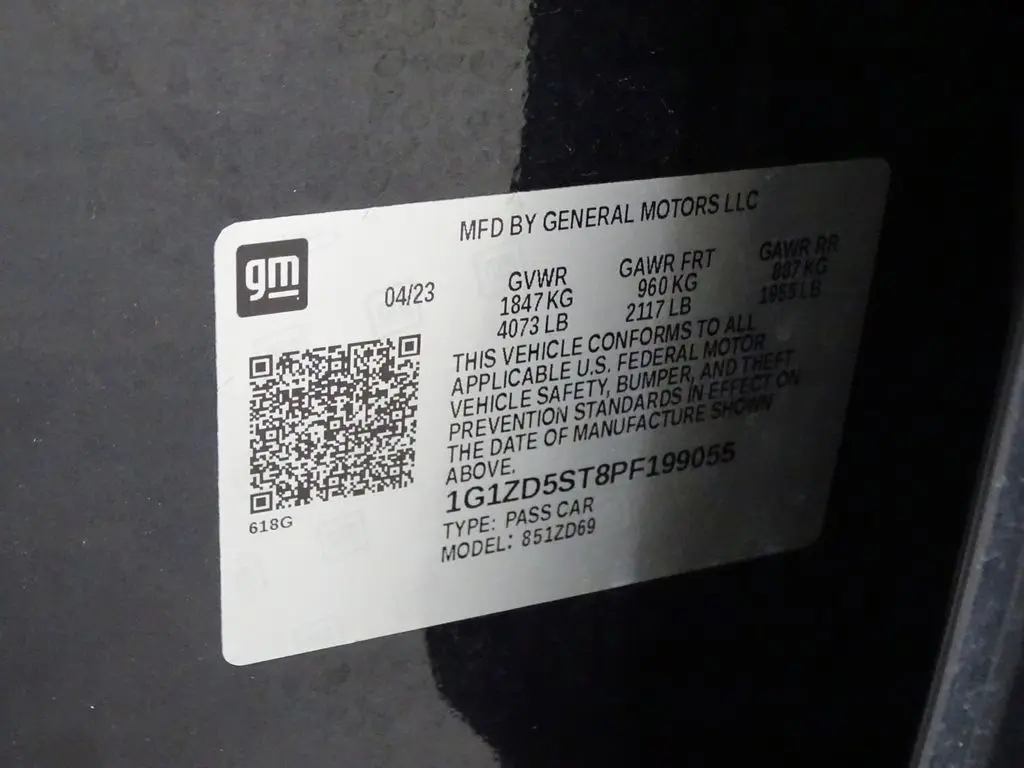 MFD BY GENERAL MOTORS LLC
gm
04/23
GVWR GAWR FRT GAWR RR
1847 KG 960 KG 887 KG
4073 LB 2117 LB 1955 LB
THIS VEHICLE CONFORMS TO ALL
APPLICABLE U.S. FEDERAL MOTOR
VEHICLE SAFETY, BUMPER, AND THEFT
PREVENTION STANDARDS IN EFFECT ON
THE DATE OF MANUFACTURE SHOWN
ABOVE.
1G1ZD5ST8PF199055
TYPE: PASS CAR
MODEL: 851ZD69
618G